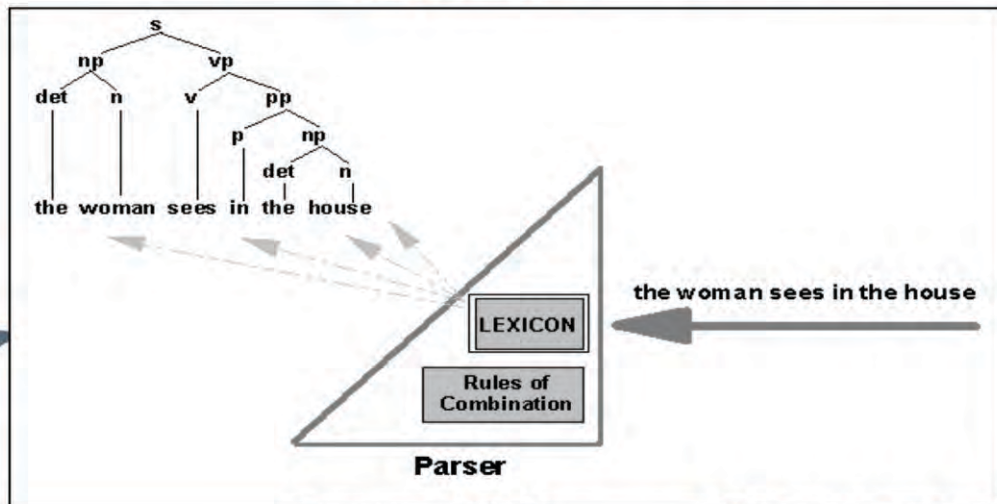 s
np vp
det n v pp
p np
det n
the woman sees in the house
the woman sees in the house
LEXICON
Rules of
Combination
Parser